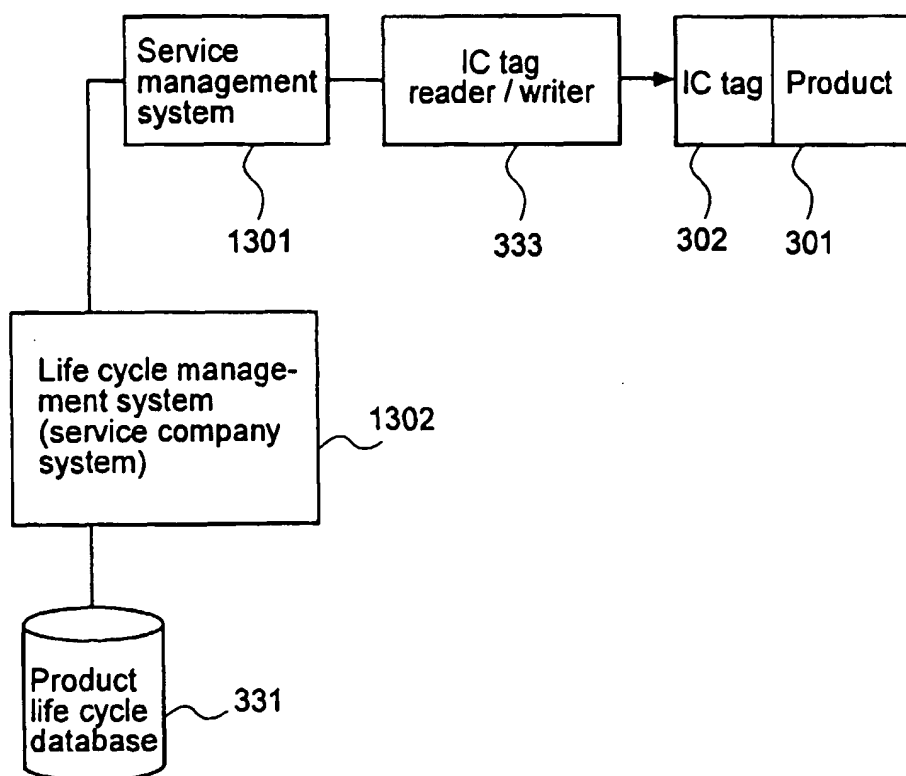 Service
management
system
IC tag
reader / writer
IC tag
Product
1301
333
302
301
Life cycle manage-
ment system
(service company
system)
1302
Product
life cycle
database
331